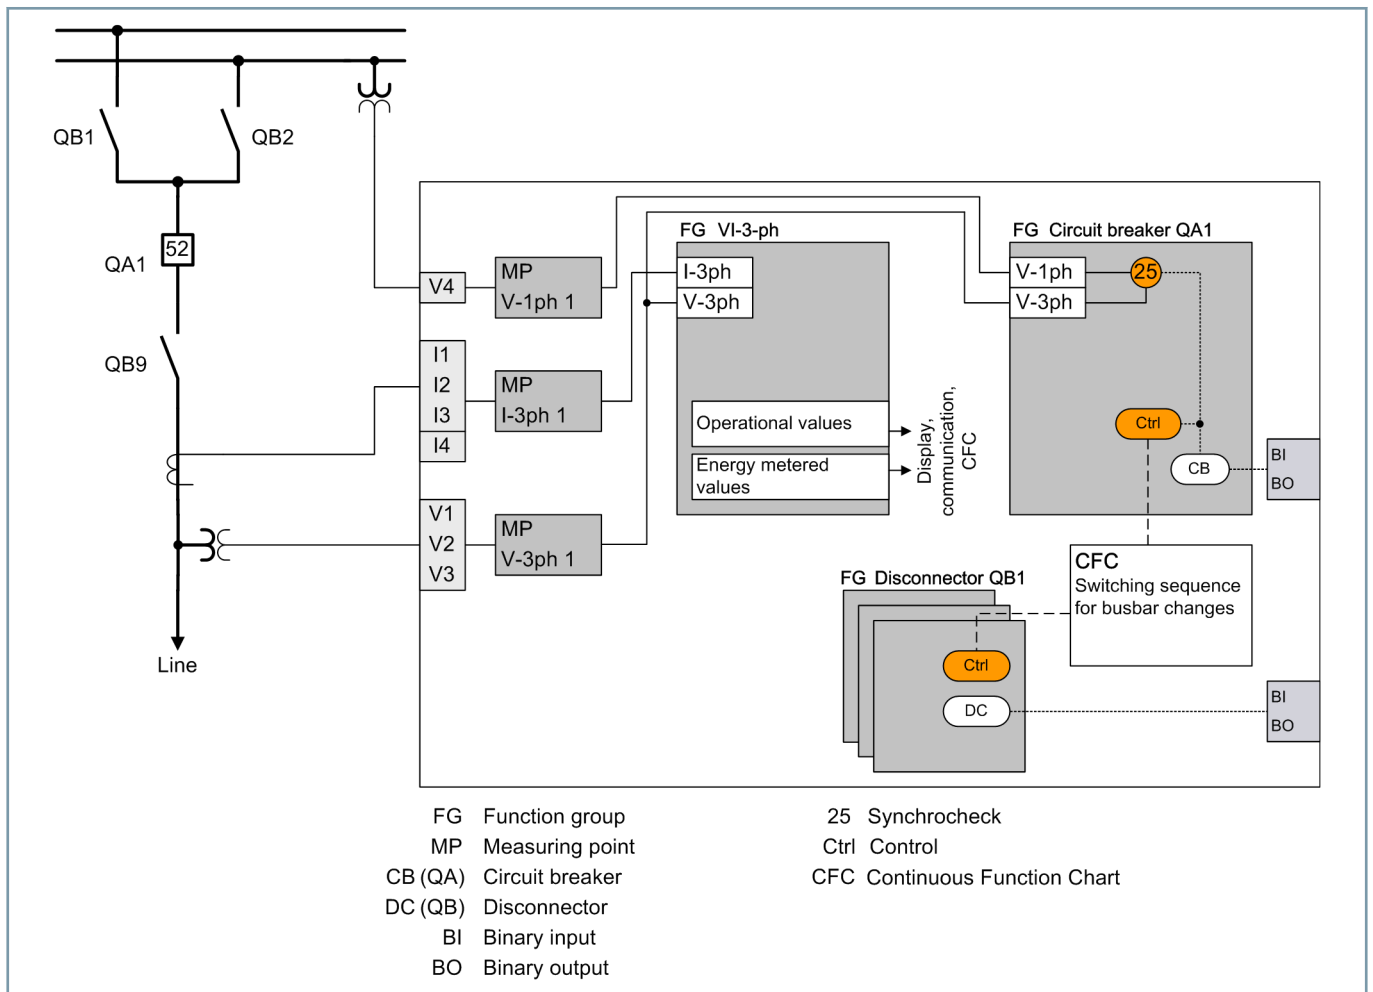 QB1
QB2
QA1
52
QB9
Line
V4
MP
V-1ph 1
I1
I2
I3
I4
MP
I-3ph 1
V1
V2
V3
MP
V-3ph 1
FG VI-3-ph
I-3ph
V-3ph
Operational values
Energy metered
values
Display,
communication,
CFC
FG Circuit breaker QA1
V-1ph
V-3ph
25
Ctrl
CB
BI
BO
CFC
Switching sequence
for busbar changes
FG Disconnector QB1
Ctrl
DC
BI
BO
FG Function group
MP Measuring point
CB (QA) Circuit breaker
DC (QB) Disconnector
BI Binary input
BO Binary output
25 Synchrocheck
Ctrl Control
CFC Continuous Function Chart